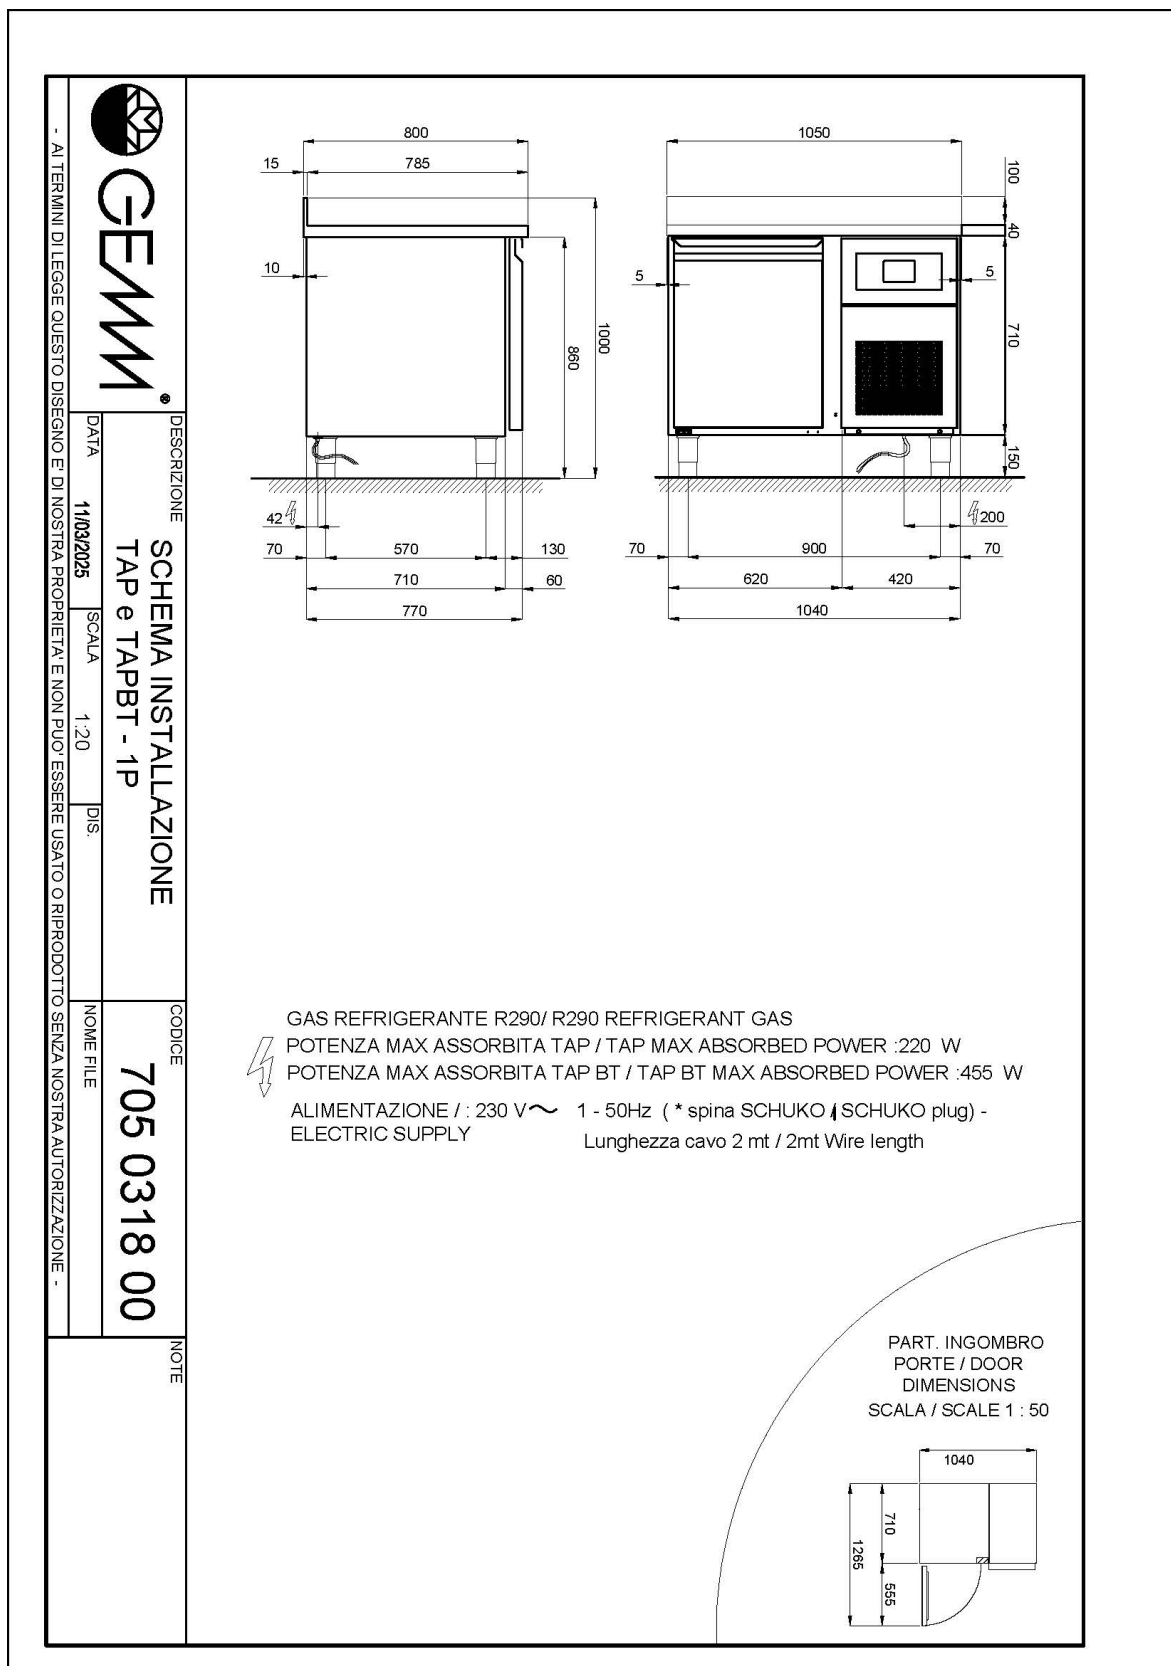 800
15
785
10
1000
860
42
70
570
130
710
60
770
1050
100
40
5
5
710
150
200
70
900
70
620
420
1040
GAS REFRIGERANTE R290/ R290 REFRIGERANT GAS
POTENZA MAX ASSORBITA TAP / TAP MAX ABSORBED POWER :220 W
POTENZA MAX ASSORBITA TAP BT / TAP BT MAX ABSORBED POWER :455 W
ALIMENTAZIONE / : 230 V ~ 1 - 50Hz ( * spina SCHUKO / SCHUKO plug) -
ELECTRIC SUPPLY
Lunghezza cavo 2 mt / 2mt Wire length
PART. INGOMBRO
PORTE / DOOR
DIMENSIONS
SCALA / SCALE 1 : 50
1040
710
1265
555
GEMM ®
DESCRIZIONE
SCHEMA INSTALLAZIONE
TAP e TAPBT - 1P
CODICE
705 0318 00
NOTE
DATA
11/03/2025
SCALA
1:20
DIS.
NOME FILE
- AI TERMINI DI LEGGE QUESTO DISEGNO E' DI NOSTRA PROPRIETA' E NON PUO' ESSERE USATO O RIPRODOTTO SENZA NOSTRA AUTORIZZAZIONE -